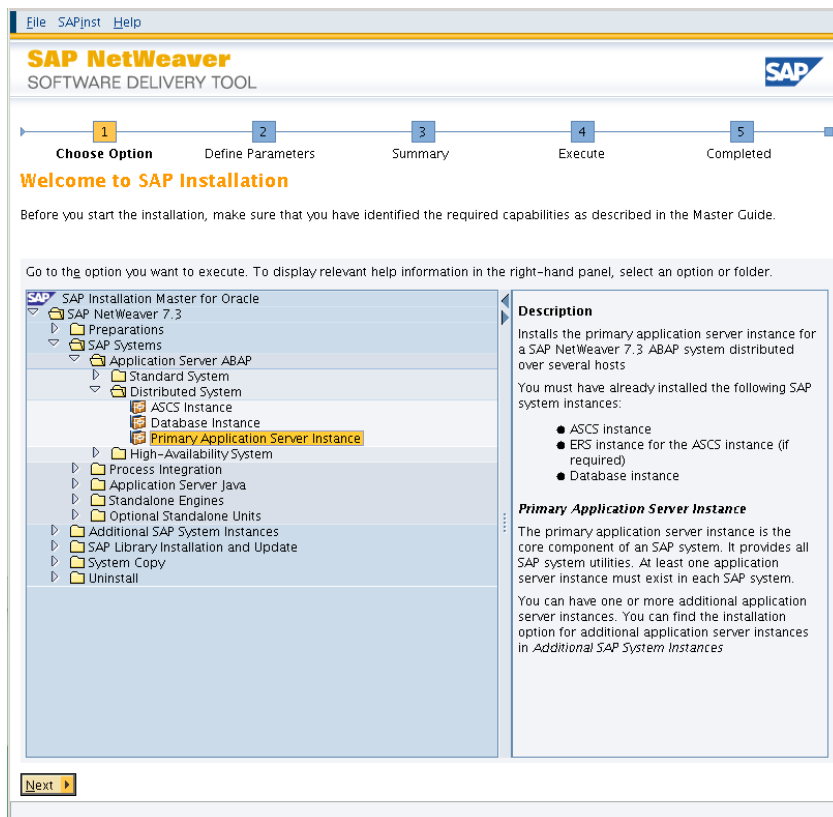 File SAPinst Help
SAP NetWeaver
SOFTWARE DELIVERY TOOL
SAP
1 2 3 4 5
Choose Option Define Parameters Summary Execute Completed
Welcome to SAP Installation
Before you start the installation, make sure that you have identified the required capabilities as described in the Master Guide.
Go to the option you want to execute. To display relevant help information in the right-hand panel, select an option or folder.
SAP SAP Installation Master for Oracle
SAP NetWeaver 7.3
Preparations
SAP Systems
Application Server ABAP
Standard System
Distributed System
ASCS Instance
Database Instance
Primary Application Server Instance
High-Availability System
Process Integration
Application Server Java
Standalone Engines
Optional Standalone Units
Additional SAP System Instances
SAP Library Installation and Update
System Copy
Uninstall
Description
Installs the primary application server instance for
a SAP NetWeaver 7.3 ABAP system distributed
over several hosts
You must have already installed the following SAP
system instances:
● ASCS instance
● ERS instance for the ASCS instance (if
required)
● Database instance
Primary Application Server Instance
The primary application server instance is the
core component of an SAP system. It provides all
SAP system utilities. At least one application
server instance must exist in each SAP system.
You can have one or more additional application
server instances. You can find the installation
option for additional application server instances
in Additional SAP System Instances
Next